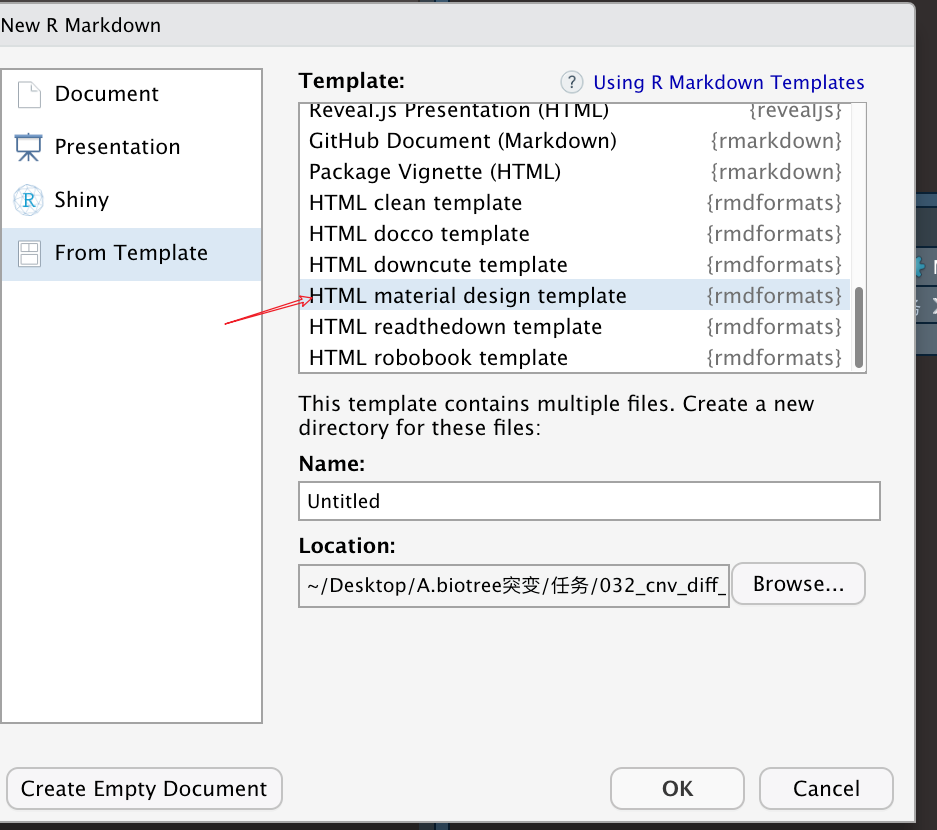 New R Markdown
Document
Presentation
R
Shiny
From Template
Template:
? Using R Markdown Templates
Reveal.js Presentation (HTML) {revealjs}
GitHub Document (Markdown) {rmarkdown}
Package Vignette (HTML) {rmarkdown}
HTML clean template {rmdformats}
HTML docco template {rmdformats}
HTML downcute template {rmdformats}
HTML material design template {rmdformats}
HTML readthedown template {rmdformats}
HTML robobook template {rmdformats}
This template contains multiple files. Create a new
directory for these files:
Name:
Untitled
Location:
~/Desktop/A.biotree突变/任务/032_cnv_diff_
Browse...
Create Empty Document
OK
Cancel